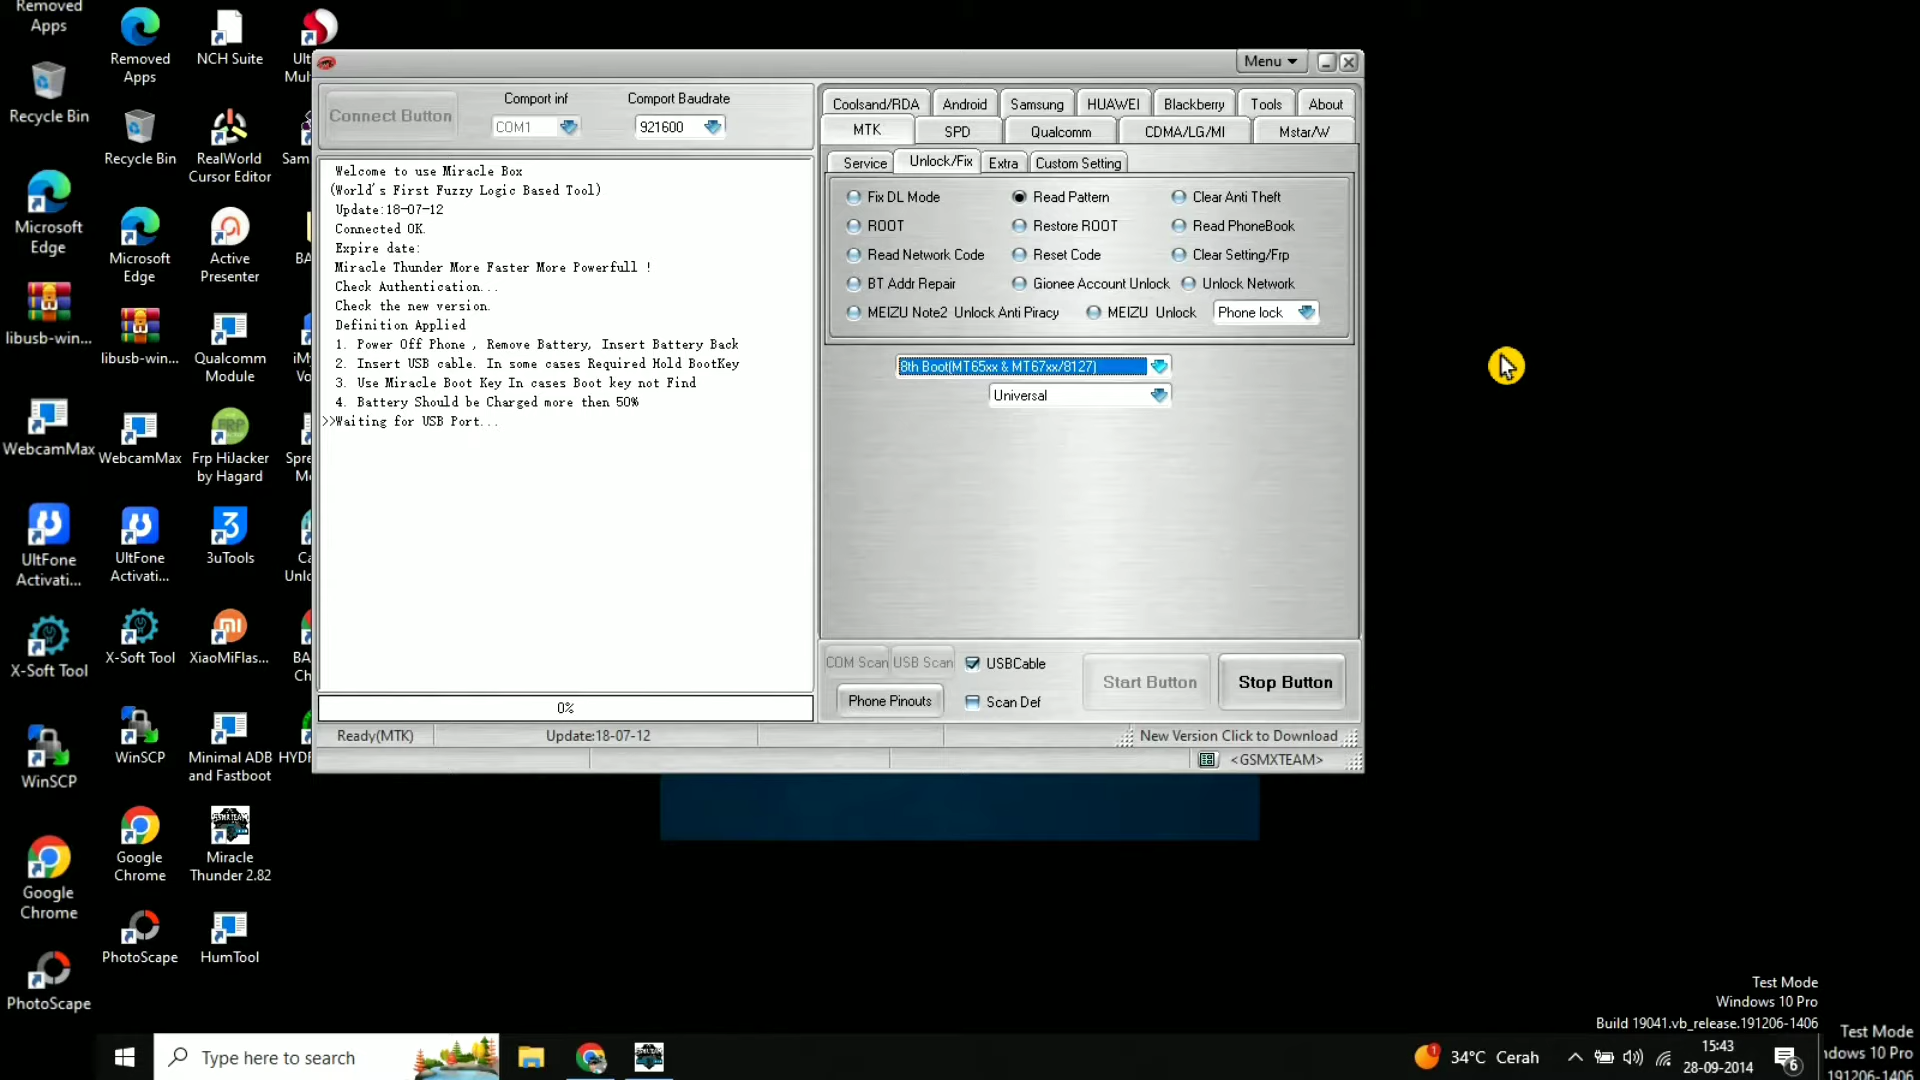 Removed
Apps
Recycle Bin
Microsoft
Edge
libusb-win...
WebcamMax
UltFone
Activati...
X-Soft Tool
WinSCP
Google
Chrome
PhotoScape
Removed
Apps
Recycle Bin
Microsoft
Edge
libusb-win...
WebcamMax
UltFone
Activati...
X-Soft Tool
WinSCP
Google
Chrome
PhotoScape
NCH Suite
RealWorld
Cursor Editor
Active
Presenter
Qualcomm
Module
Frp HiJacker
by Hagard
3uTools
XiaoMiFlas...
Minimal ADB
and Fastboot
Miracle
Thunder 2.82
HumTool
Menu
Connect Button
Comport inf
COM1
Comport Baudrate
921600
Welcome to use Miracle Box
(World's First Fuzzy Logic Based Tool)
Update:18-07-12
Connected OK.
Expire date:
Miracle Thunder More Faster More Powerfull !
Check Authentication...
Check the new version.
Definition Applied
1. Power Off Phone , Remove Battery, Insert Battery Back
2. Insert USB cable. In some cases Required Hold BootKey
3. Use Miracle Boot Key In cases Boot key not Find
4. Battery Should be Charged more then 50%
>>Waiting for USB Port...
0%
Coolsand/RDA Android Samsung HUAWEI Blackberry Tools About
MTK SPD Qualcomm CDMA/LG/MI Mstar/W
Service Unlock/Fix Extra Custom Setting
Fix DL Mode Read Pattern Clear Anti Theft
ROOT Restore ROOT Read PhoneBook
Read Network Code Reset Code Clear Setting/Frp
BT Addr Repair Gionee Account Unlock Unlock Network
MEIZU Note2 Unlock Anti Piracy MEIZU Unlock Phone lock
8th Boot(MT65xx & MT67xx/8127)
Universal
COM Scan USB Scan USBCable
Phone Pinouts Scan Def
Start Button Stop Button
Ready(MTK) Update:18-07-12 New Version Click to Download
<GSMXTEAM>
Test Mode
Windows 10 Pro
Build 19041.vb_release.191206-1406
Test Mode
ndows 10 Pro
191206-1406
Type here to search
34°C Cerah
15:43
28-09-2014
6